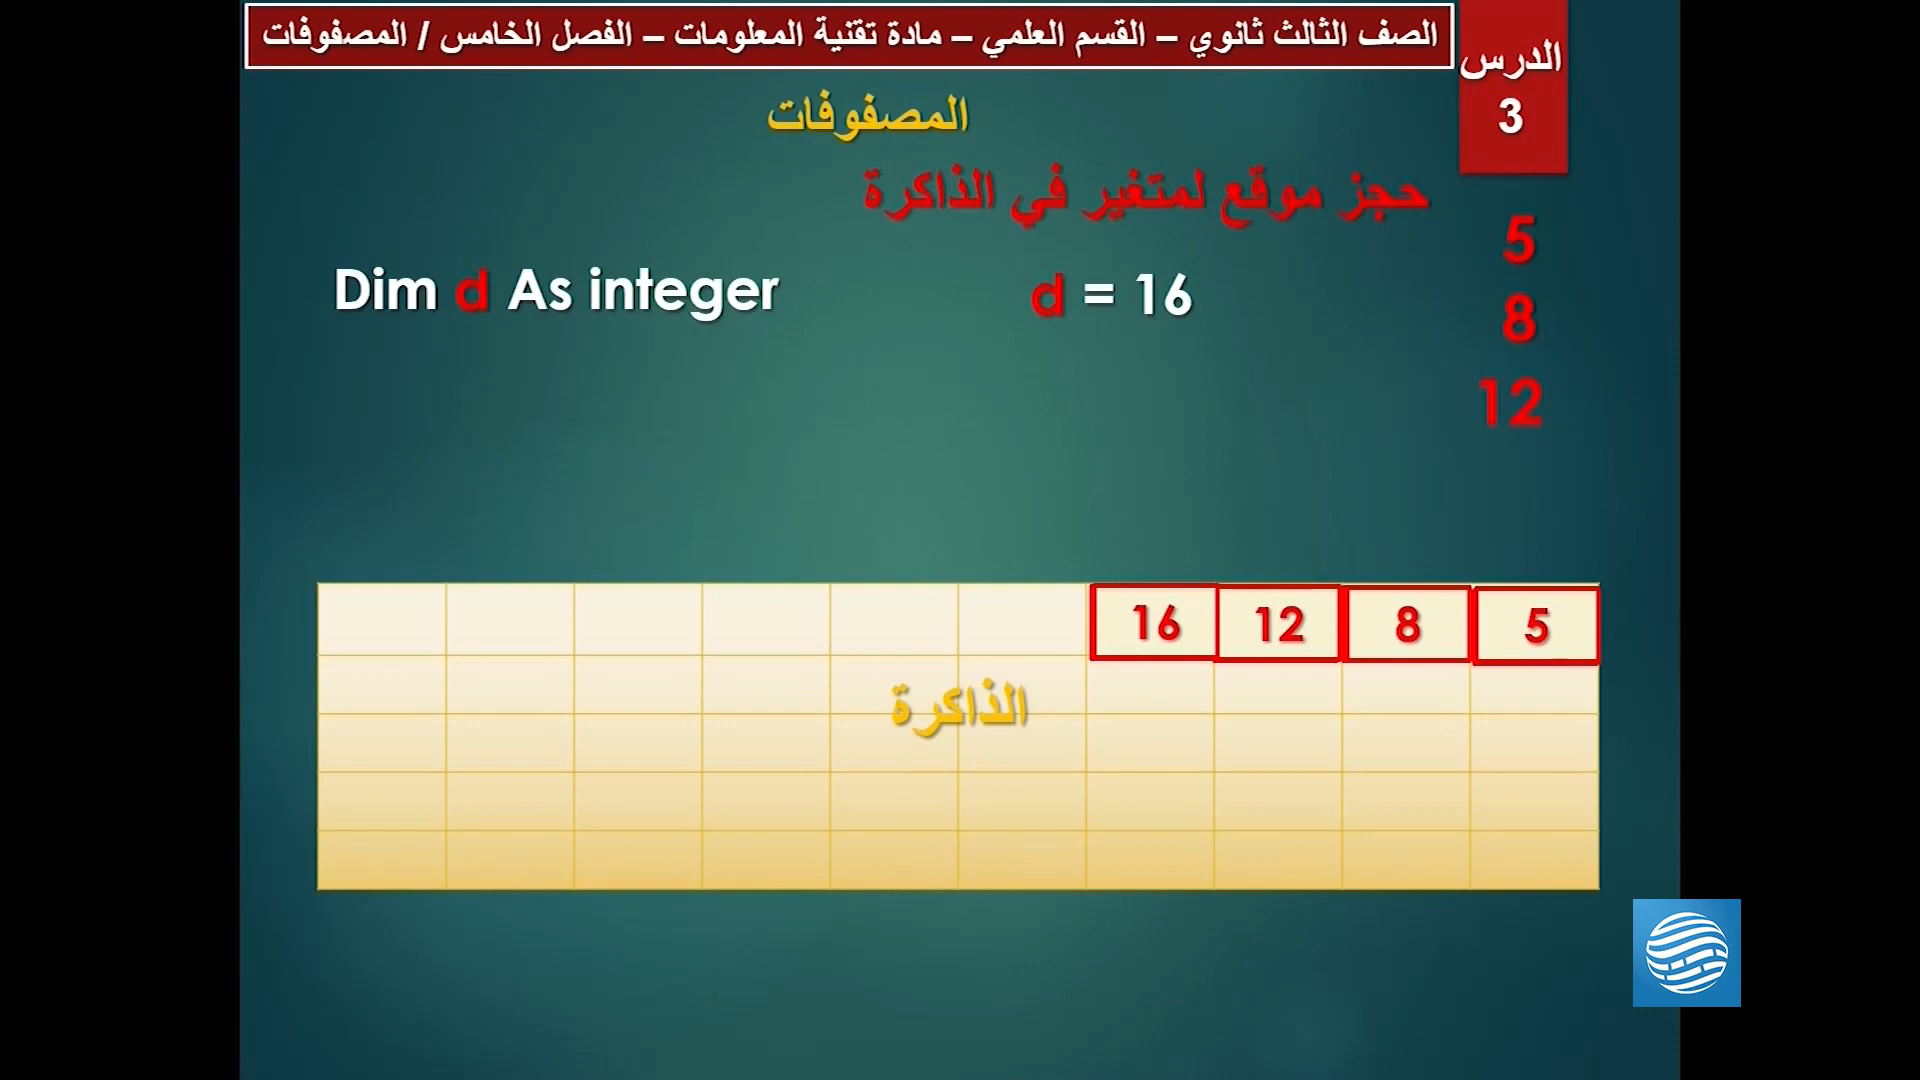 الصف الثالث ثانوي – القسم العلمي – مادة تقنية المعلومات – الفصل الخامس / المصفوفات
الدرس
3
المصفوفات
حجز موقع لمتغير في الذاكرة
5
8
12
Dim d As integer
d = 16
16 12 8 5
الذاكرة